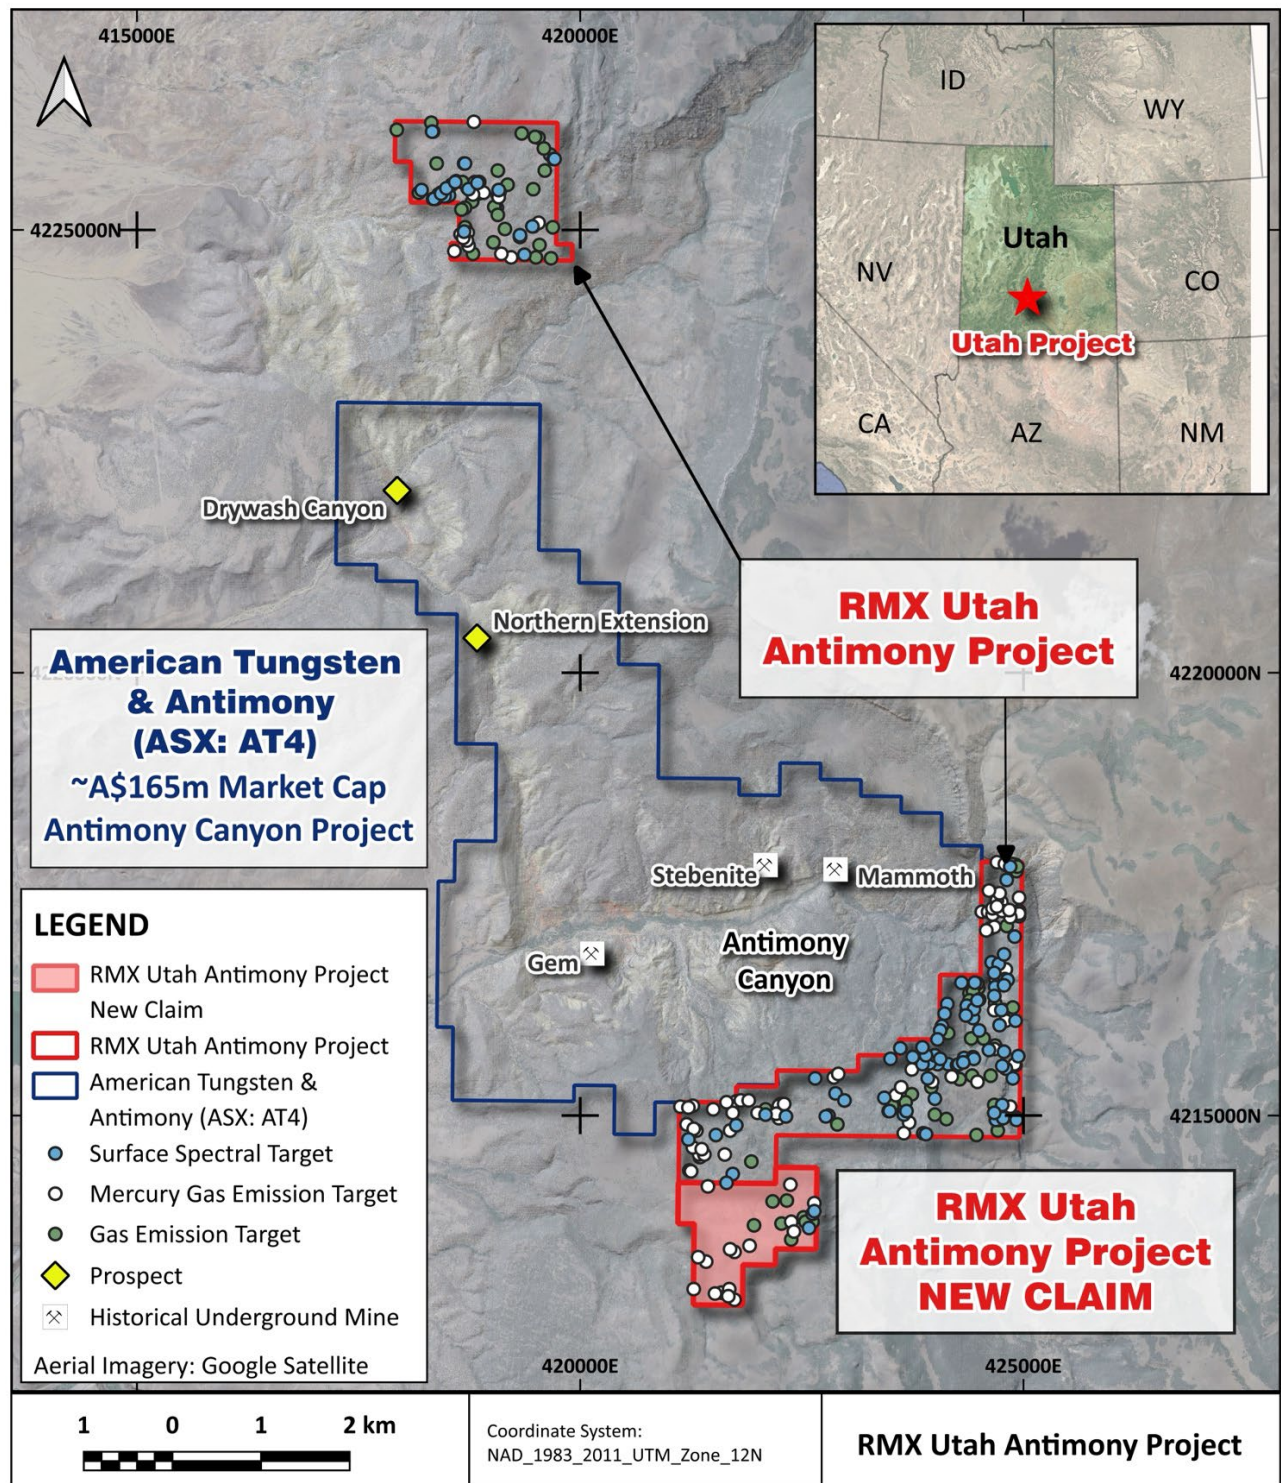 415000E
420000E
ID
WY
4225000N
Utah
NV
CO
Utah Project
CA
AZ
NM
Drywash Canyon
Northern Extension
RMX Utah
Antimony Project
4220000N
American Tungsten
& Antimony
(ASX: AT4)
~A$165m Market Cap
Antimony Canyon Project
Stebenite
Mammoth
Antimony
Canyon
Gem
4215000N
LEGEND
RMX Utah Antimony Project
New Claim
RMX Utah Antimony Project
American Tungsten &
Antimony (ASX: AT4)
Surface Spectral Target
Mercury Gas Emission Target
Gas Emission Target
Prospect
Historical Underground Mine
Aerial Imagery: Google Satellite
RMX Utah
Antimony Project
NEW CLAIM
420000E
425000E
1 0 1 2 km
Coordinate System:
NAD_1983_2011_UTM_Zone_12N
RMX Utah Antimony Project